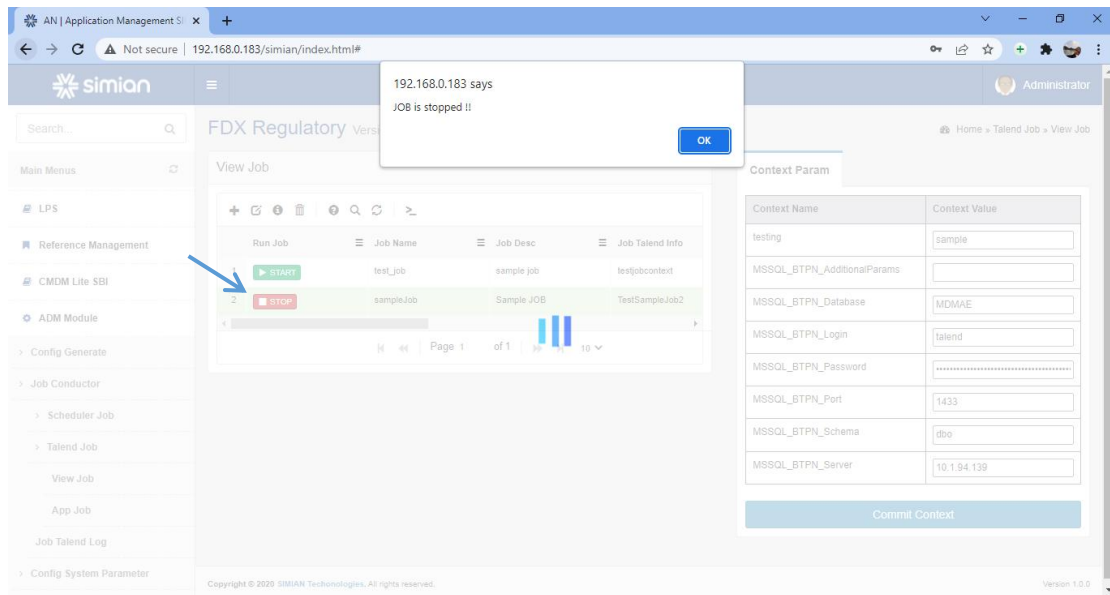 AN | Application Management SI
Not secure | 192.168.0.183/simian/index.html#
simian
Administrator
192.168.0.183 says
JOB is stopped !!
OK
Search...
FDX Regulatory Versi
Home » Talend Job » View Job
Main Menus
View Job
Context Param
LPS
Reference Management
CMDM Lite SBI
ADM Module
Config Generate
Job Conductor
Scheduler Job
Talend Job
View Job
App Job
Job Talend Log
Config System Parameter
Run Job Job Name Job Desc Job Talend Info
1 START test_job sample job testjobcontext
2 STOP sampleJob Sample JOB TestSampleJob2
Page 1 of 1 10
Context Name Context Value
testing sample
MSSQL_BTPN_AdditionalParams
MSSQL_BTPN_Database MDMAE
MSSQL_BTPN_Login talend
MSSQL_BTPN_Password
MSSQL_BTPN_Port 1433
MSSQL_BTPN_Schema dbo
MSSQL_BTPN_Server 10.1.94.139
Commit Context
Copyright © 2020 SIMIAN Techonologies. All rights reserved.
Version 1.0.0